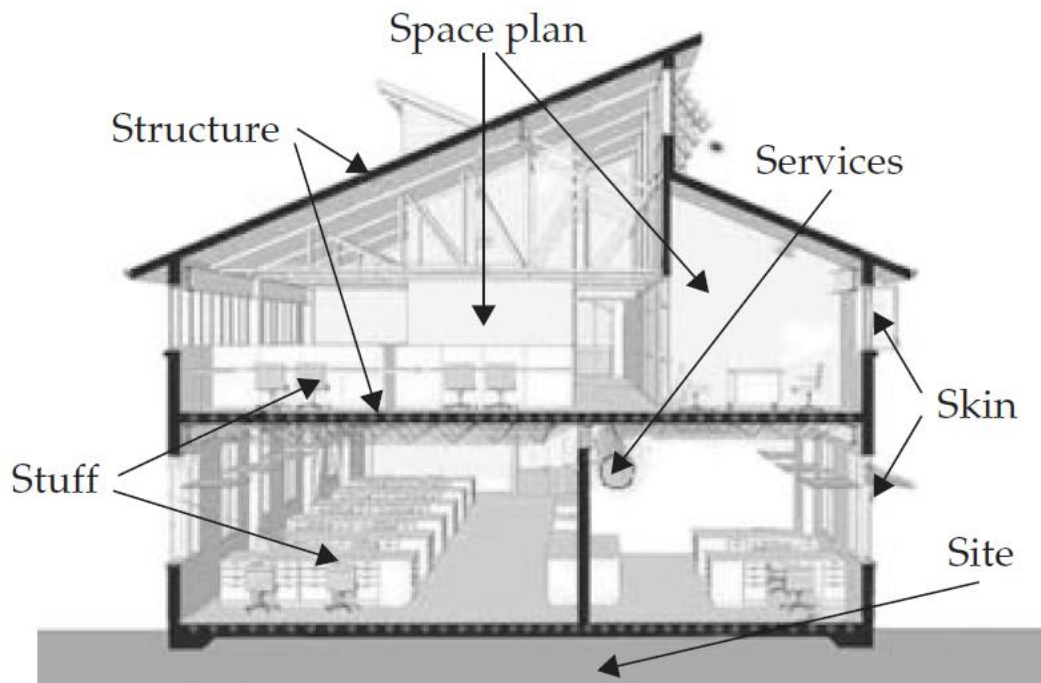 Space plan
Structure
Services
Skin
Stuff
Site